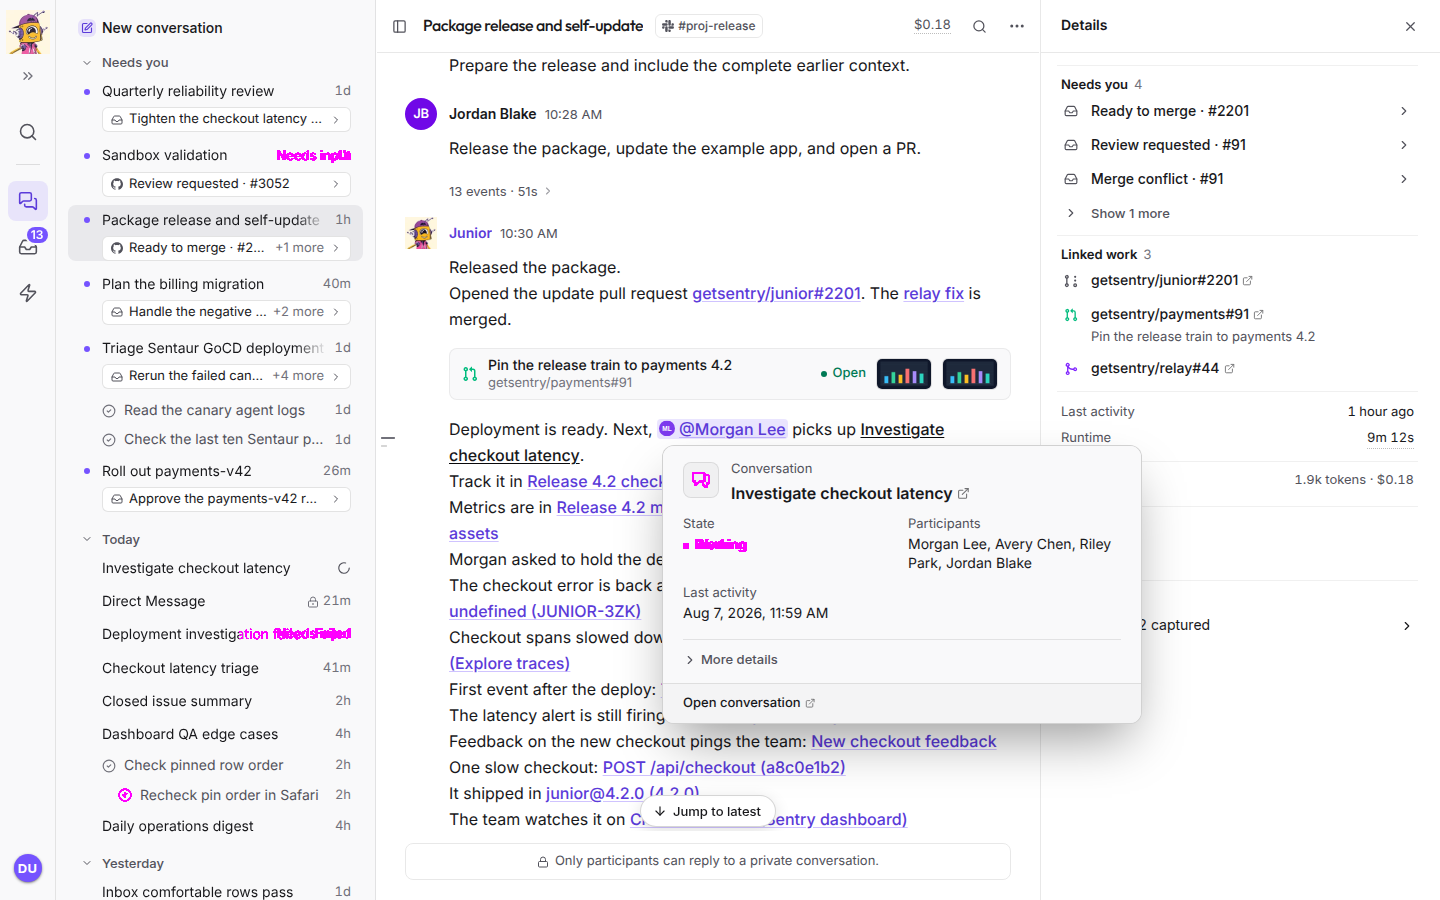 New conversation
Needs you
Quarterly reliability review 1d
Tighten the checkout latency ...
Sandbox validation
Review requested · #3052
Package release and self-update 1h
Ready to merge · #2... +1 more
Plan the billing migration 40m
Handle the negative ... +2 more
Triage Sentaur GoCD deployment 1d
Rerun the failed can... +4 more
Read the canary agent logs 1d
Check the last ten Sentaur p... 1d
Roll out payments-v42 26m
Approve the payments-v42 r...
Today
Investigate checkout latency
Direct Message 21m
Deployment investigation
Checkout latency triage 41m
Closed issue summary 2h
Dashboard QA edge cases 4h
Check pinned row order 2h
Recheck pin order in Safari 2h
Daily operations digest 4h
Yesterday
Inbox comfortable rows pass 1d
13
DU
Package release and self-update #proj-release $0.18
Prepare the release and include the complete earlier context.
JB Jordan Blake 10:28 AM
Release the package, update the example app, and open a PR.
13 events · 51s
Junior 10:30 AM
Released the package.
Opened the update pull request getsentry/junior#2201. The relay fix is
merged.
Pin the release train to payments 4.2
getsentry/payments#91
Open
Deployment is ready. Next, ML @Morgan Lee picks up Investigate
checkout latency.
Track it in Release 4.2 check
Metrics are in Release 4.2 m
assets
Morgan asked to hold the de
The checkout error is back a
undefined (JUNIOR-3ZK)
Checkout spans slowed dow
(Explore traces)
First event after the deploy:
The latency alert is still firing
Feedback on the new checkout pings the team: New checkout feedback
One slow checkout: POST /api/checkout (a8c0e1b2)
It shipped in junior@4.2.0 (4.2.0)
The team watches it on C sentry dashboard)
Jump to latest
Only participants can reply to a private conversation.
Conversation
Investigate checkout latency
State
Participants
Morgan Lee, Avery Chen, Riley
Park, Jordan Blake
Last activity
Aug 7, 2026, 11:59 AM
More details
Open conversation
Details
Needs you 4
Ready to merge · #2201
Review requested · #91
Merge conflict · #91
Show 1 more
Linked work 3
getsentry/junior#2201
getsentry/payments#91
Pin the release train to payments 4.2
getsentry/relay#44
Last activity 1 hour ago
Runtime 9m 12s
1.9k tokens · $0.18
2 captured